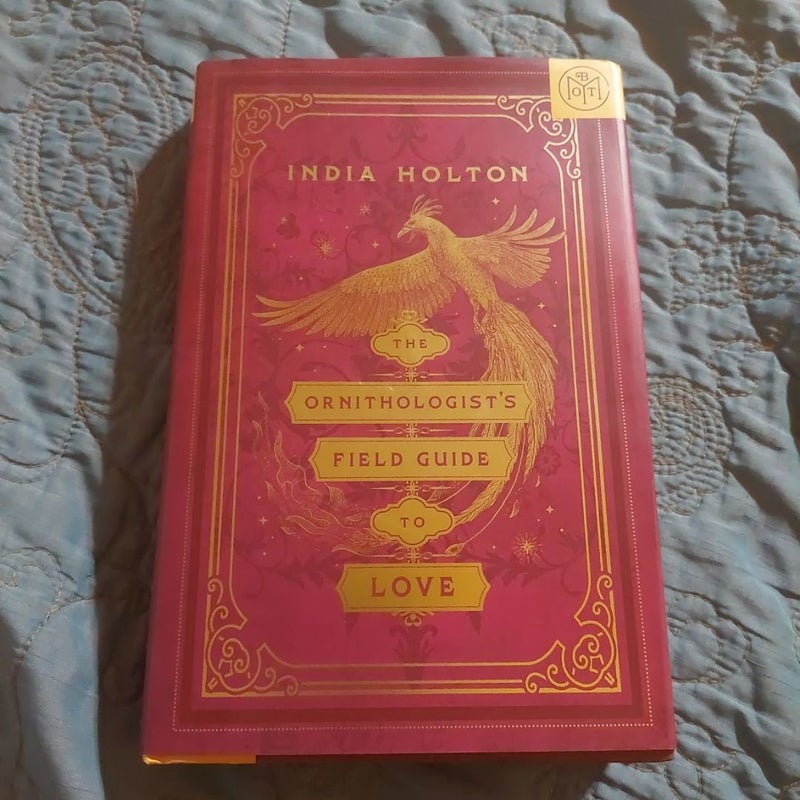 BOTM
INDIA HOLTON
THE
ORNITHOLOGIST'S
FIELD GUIDE
TO
LOVE